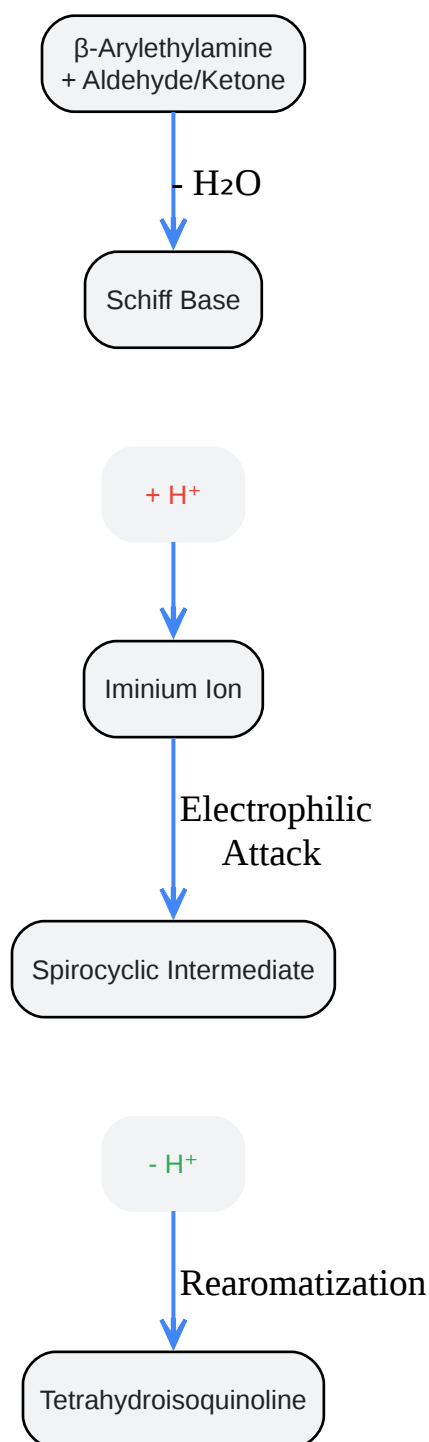 β-Arylethylamine
+ Aldehyde/Ketone
- H₂O
Schiff Base
+ H⁺
Iminium Ion
Electrophilic
Attack
Spirocyclic Intermediate
- H⁺
Rearomatization
Tetrahydroisoquinoline